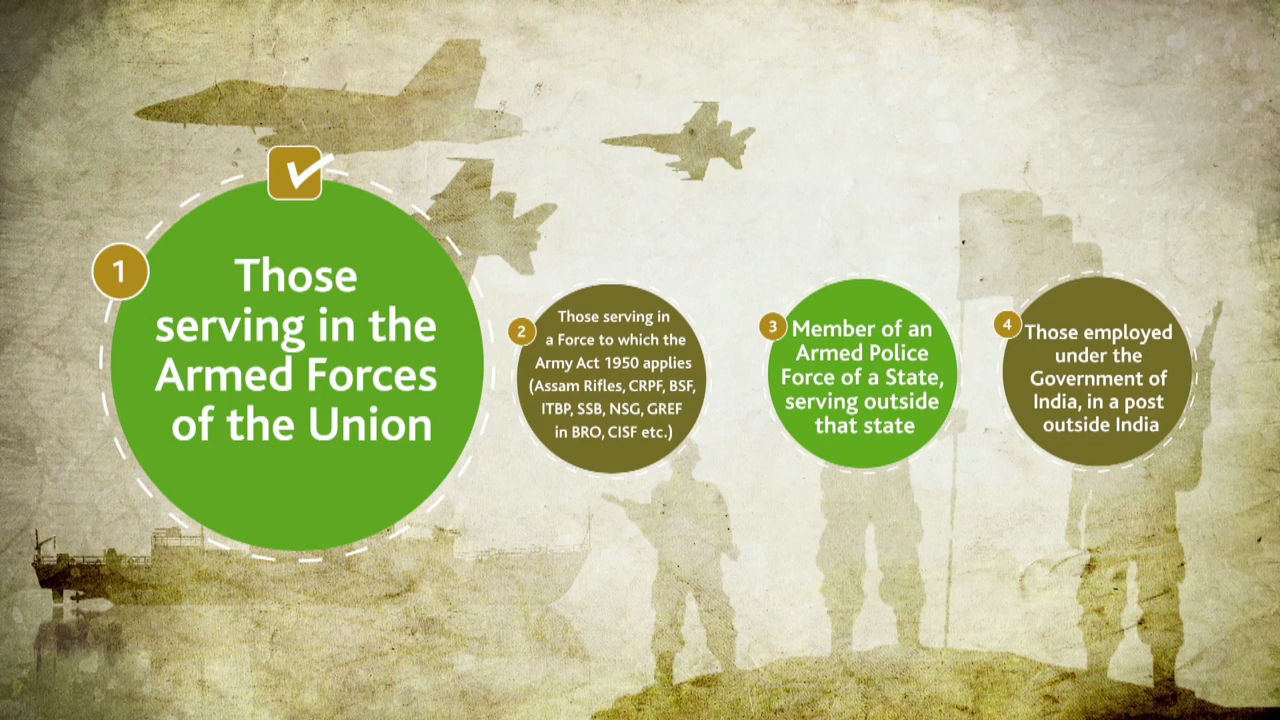 1
Those
serving in the
Armed Forces
of the Union
2
Those serving in
a Force to which the
Army Act 1950 applies
(Assam Rifles, CRPF, BSF,
ITBP, SSB, NSG, GREF
in BRO, CISF etc.)
3
Member of an
Armed Police
Force of a State,
serving outside
that state
4
Those employed
under the
Government of
India, in a post
outside India